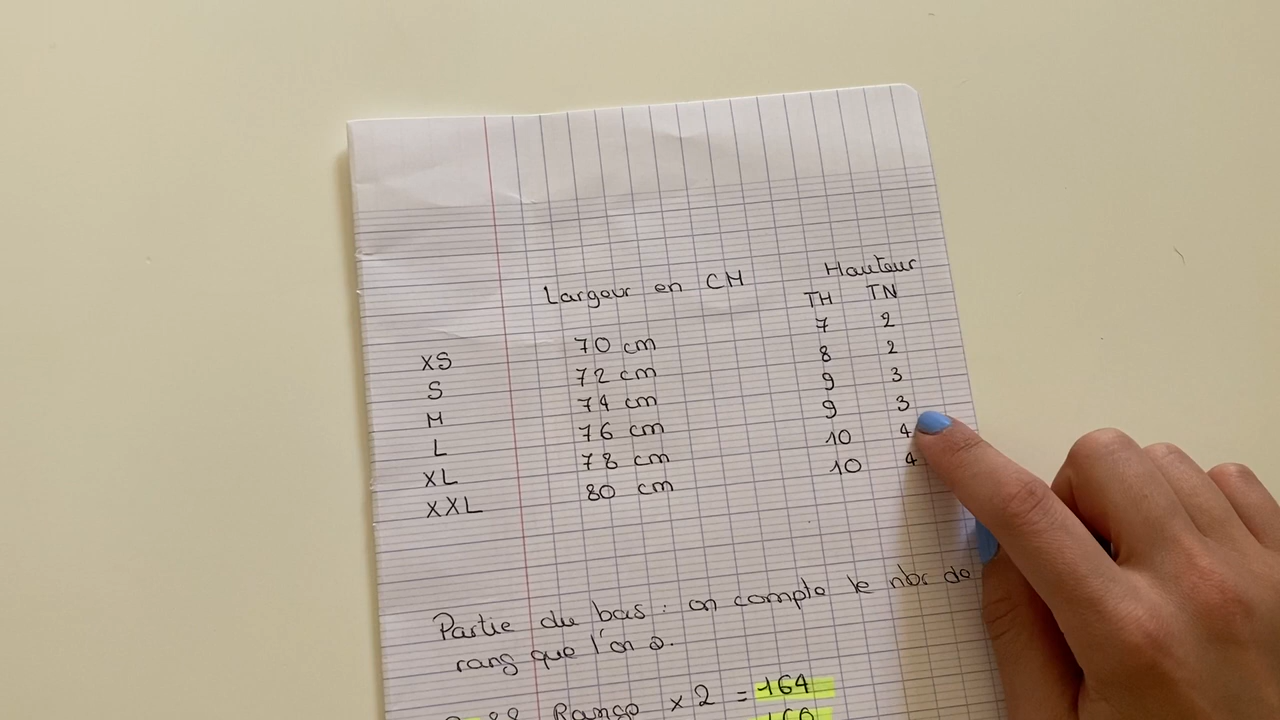 Largeur en CM Hauteur
TH TN
XS 70 cm 7 2
S 72 cm 8 2
M 74 cm 9 3
L 76 cm 9 3
XL 78 cm 10 4
XXL 80 cm 10 4
Partie du bas : on compte le nbr de
rang que l'on a.
Rangs x 2 = 164